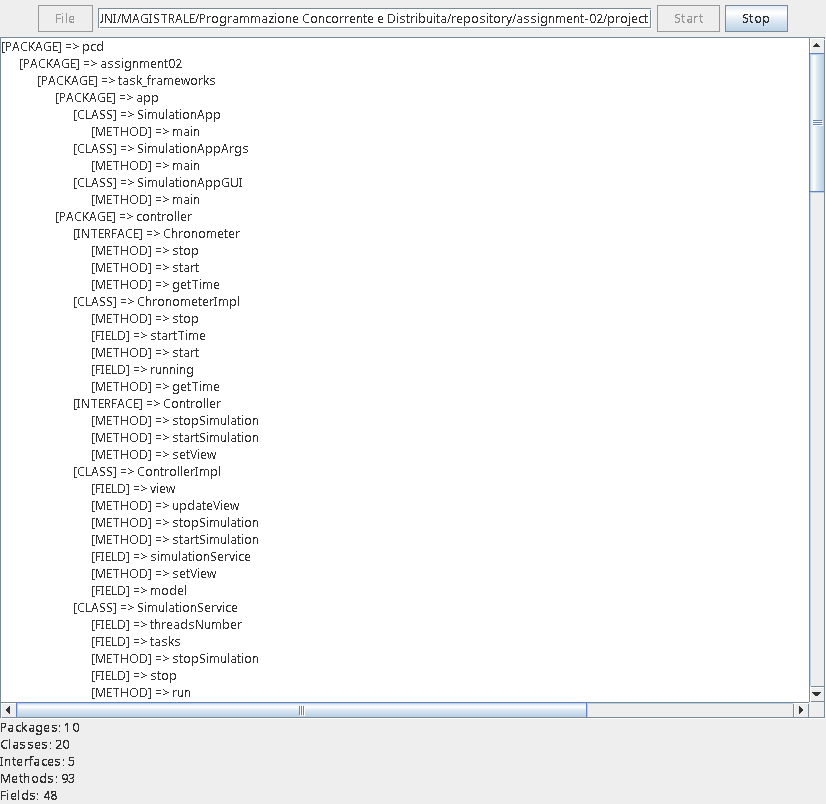 File JNI/MAGISTRALE/Programmazione Concorrente e Distribuita/repository/assignment-02/project Start Stop
[PACKAGE] => pcd
[PACKAGE] => assignment02
[PACKAGE] => task_frameworks
[PACKAGE] => app
[CLASS] => SimulationApp
[METHOD] => main
[CLASS] => SimulationAppArgs
[METHOD] => main
[CLASS] => SimulationAppGUI
[METHOD] => main
[PACKAGE] => controller
[INTERFACE] => Chronometer
[METHOD] => stop
[METHOD] => start
[METHOD] => getTime
[CLASS] => ChronometerImpl
[METHOD] => stop
[FIELD] => startTime
[METHOD] => start
[FIELD] => running
[METHOD] => getTime
[INTERFACE] => Controller
[METHOD] => stopSimulation
[METHOD] => startSimulation
[METHOD] => setView
[CLASS] => ControllerImpl
[FIELD] => view
[METHOD] => updateView
[METHOD] => stopSimulation
[METHOD] => startSimulation
[FIELD] => simulationService
[METHOD] => setView
[FIELD] => model
[CLASS] => SimulationService
[FIELD] => threadsNumber
[FIELD] => tasks
[METHOD] => stopSimulation
[FIELD] => stop
[METHOD] => run
Packages: 10
Classes: 20
Interfaces: 5
Methods: 93
Fields: 48